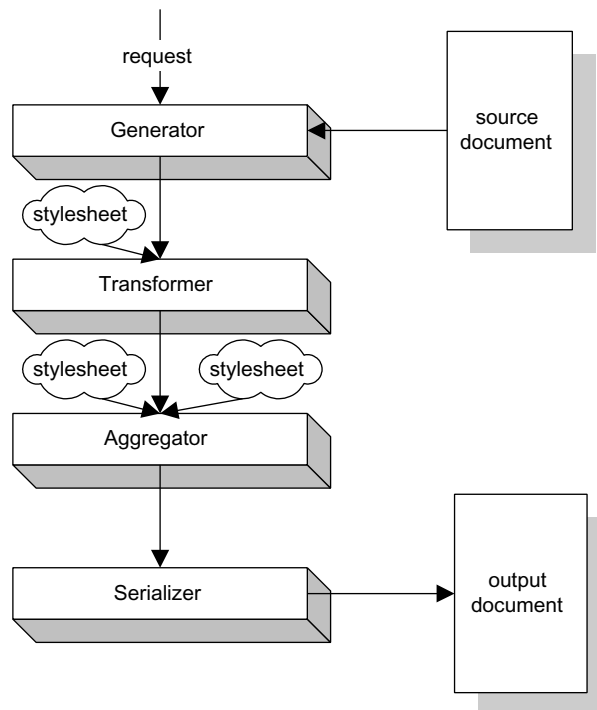 request
Generator
source
document
stylesheet
Transformer
stylesheet
stylesheet
Aggregator
Serializer
output
document